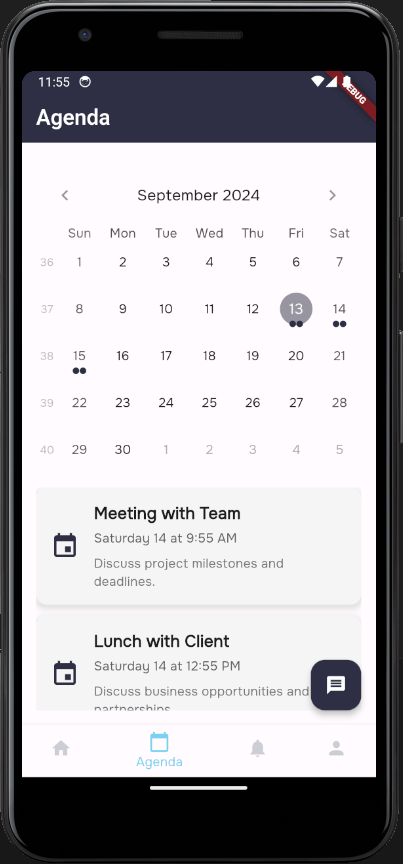 11:55
DEBUG
Agenda
September 2024
Sun Mon Tue Wed Thu Fri Sat
36 1 2 3 4 5 6 7
37 8 9 10 11 12 13 14
38 15 16 17 18 19 20 21
39 22 23 24 25 26 27 28
40 29 30 1 2 3 4 5
Meeting with Team
Saturday 14 at 9:55 AM
Discuss project milestones and
deadlines.
Lunch with Client
Saturday 14 at 12:55 PM
Discuss business opportunities and
partnerships
Agenda